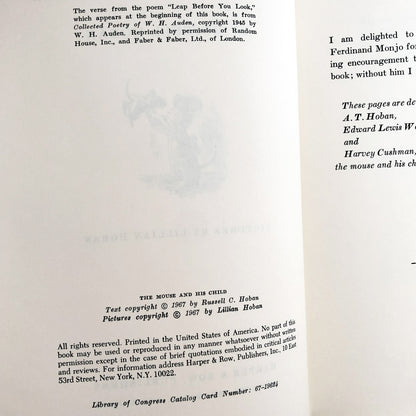 The verse from the poem "Leap Before You Look,"
which appears at the beginning of this book, is from
Collected Poetry of W. H. Auden, copyright 1945 by
W. H. Auden. Reprinted by permission of Random
House, Inc., and Faber & Faber, Ltd., of London.
THE MOUSE AND HIS CHILD
Text copyright © 1967 by Russell C. Hoban
Pictures copyright © 1967 by Lillian Hoban
All rights reserved. Printed in the United States of America. No part of this
book may be used or reproduced in any manner whatsoever without written
permission except in the case of brief quotations embodied in critical articles
and reviews. For information address Harper & Row, Publishers, Inc., 10 East
53rd Street, New York, N.Y. 10022.
Library of Congress Catalog Card Number: 67-19624
I am delighted to
Ferdinand Monjo for
ing encouragement t
book; without him I
These pages are de
A. T. Hoban,
Edward Lewis W
and
Harvey Cushman,
the mouse and his ch